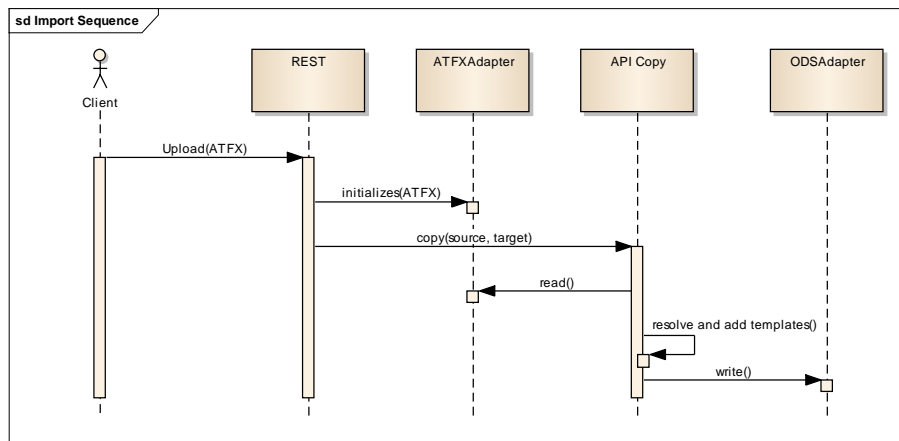 sd Import Sequence
Client
REST
ATFXAdapter
API Copy
ODSAdapter
Upload(ATFX)
initializes(ATFX)
copy(source, target)
read()
resolve and add templates()
write()